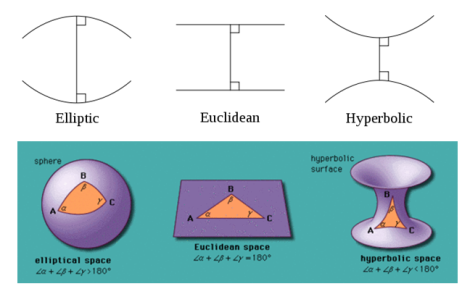 Elliptic
Euclidean
Hyperbolic
sphere
B
β
A
α
γ
C
elliptical space
∠α + ∠β + ∠γ > 180°
B
β
A
α
γ
C
Euclidean space
∠α + ∠β + ∠γ = 180°
hyperbolic
surface
B
β
A
α
γ
C
hyperbolic space
∠α + ∠β + ∠γ < 180°